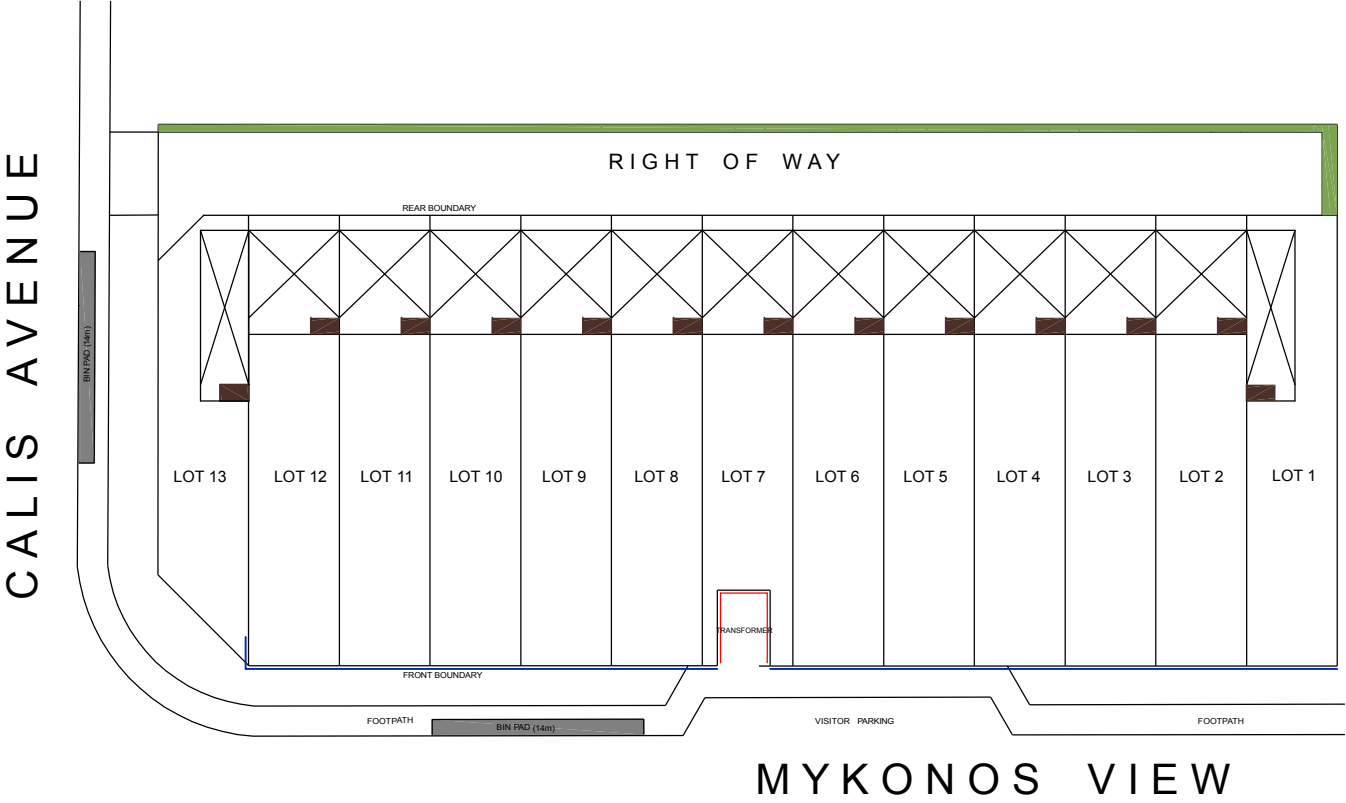 CALIS AVENUE
RIGHT OF WAY
REAR BOUNDARY
BIN PAD (14m)
LOT 13
LOT 12
LOT 11
LOT 10
LOT 9
LOT 8
LOT 7
LOT 6
LOT 5
LOT 4
LOT 3
LOT 2
LOT 1
TRANSFORMER
FRONT BOUNDARY
FOOTPATH
BIN PAD (14m)
VISITOR PARKING
FOOTPATH
MYKONOS VIEW